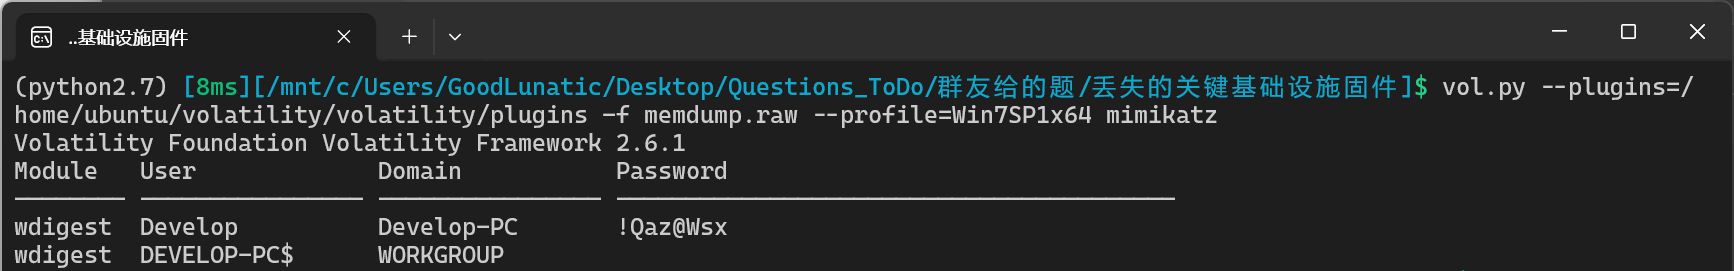 ..基础设施固件
(python2.7) [8ms][/mnt/c/Users/GoodLunatic/Desktop/Questions_ToDo/群友给的题/丢失的关键基础设施固件]$ vol.py --plugins=/
home/ubuntu/volatility/volatility/plugins -f memdump.raw --profile=Win7SP1x64 mimikatz
Volatility Foundation Volatility Framework 2.6.1
Module   User             Domain           Password
-------- ---------------- ---------------- ----------------------------------------
wdigest  Develop          Develop-PC       !Qaz@Wsx
wdigest  DEVELOP-PC$      WORKGROUP